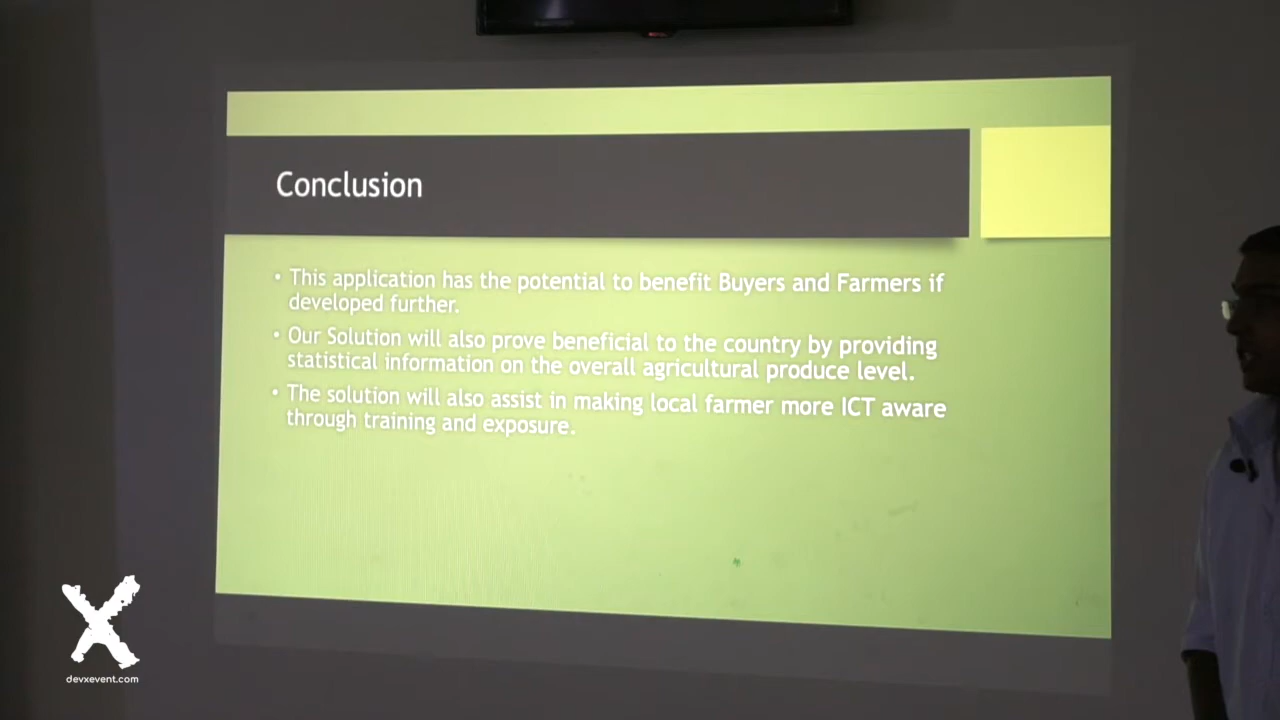 Conclusion
• This application has the potential to benefit Buyers and Farmers if
developed further.
• Our Solution will also prove beneficial to the country by providing
statistical information on the overall agricultural produce level.
• The solution will also assist in making local farmer more ICT aware
through training and exposure.
X
devxevent.com